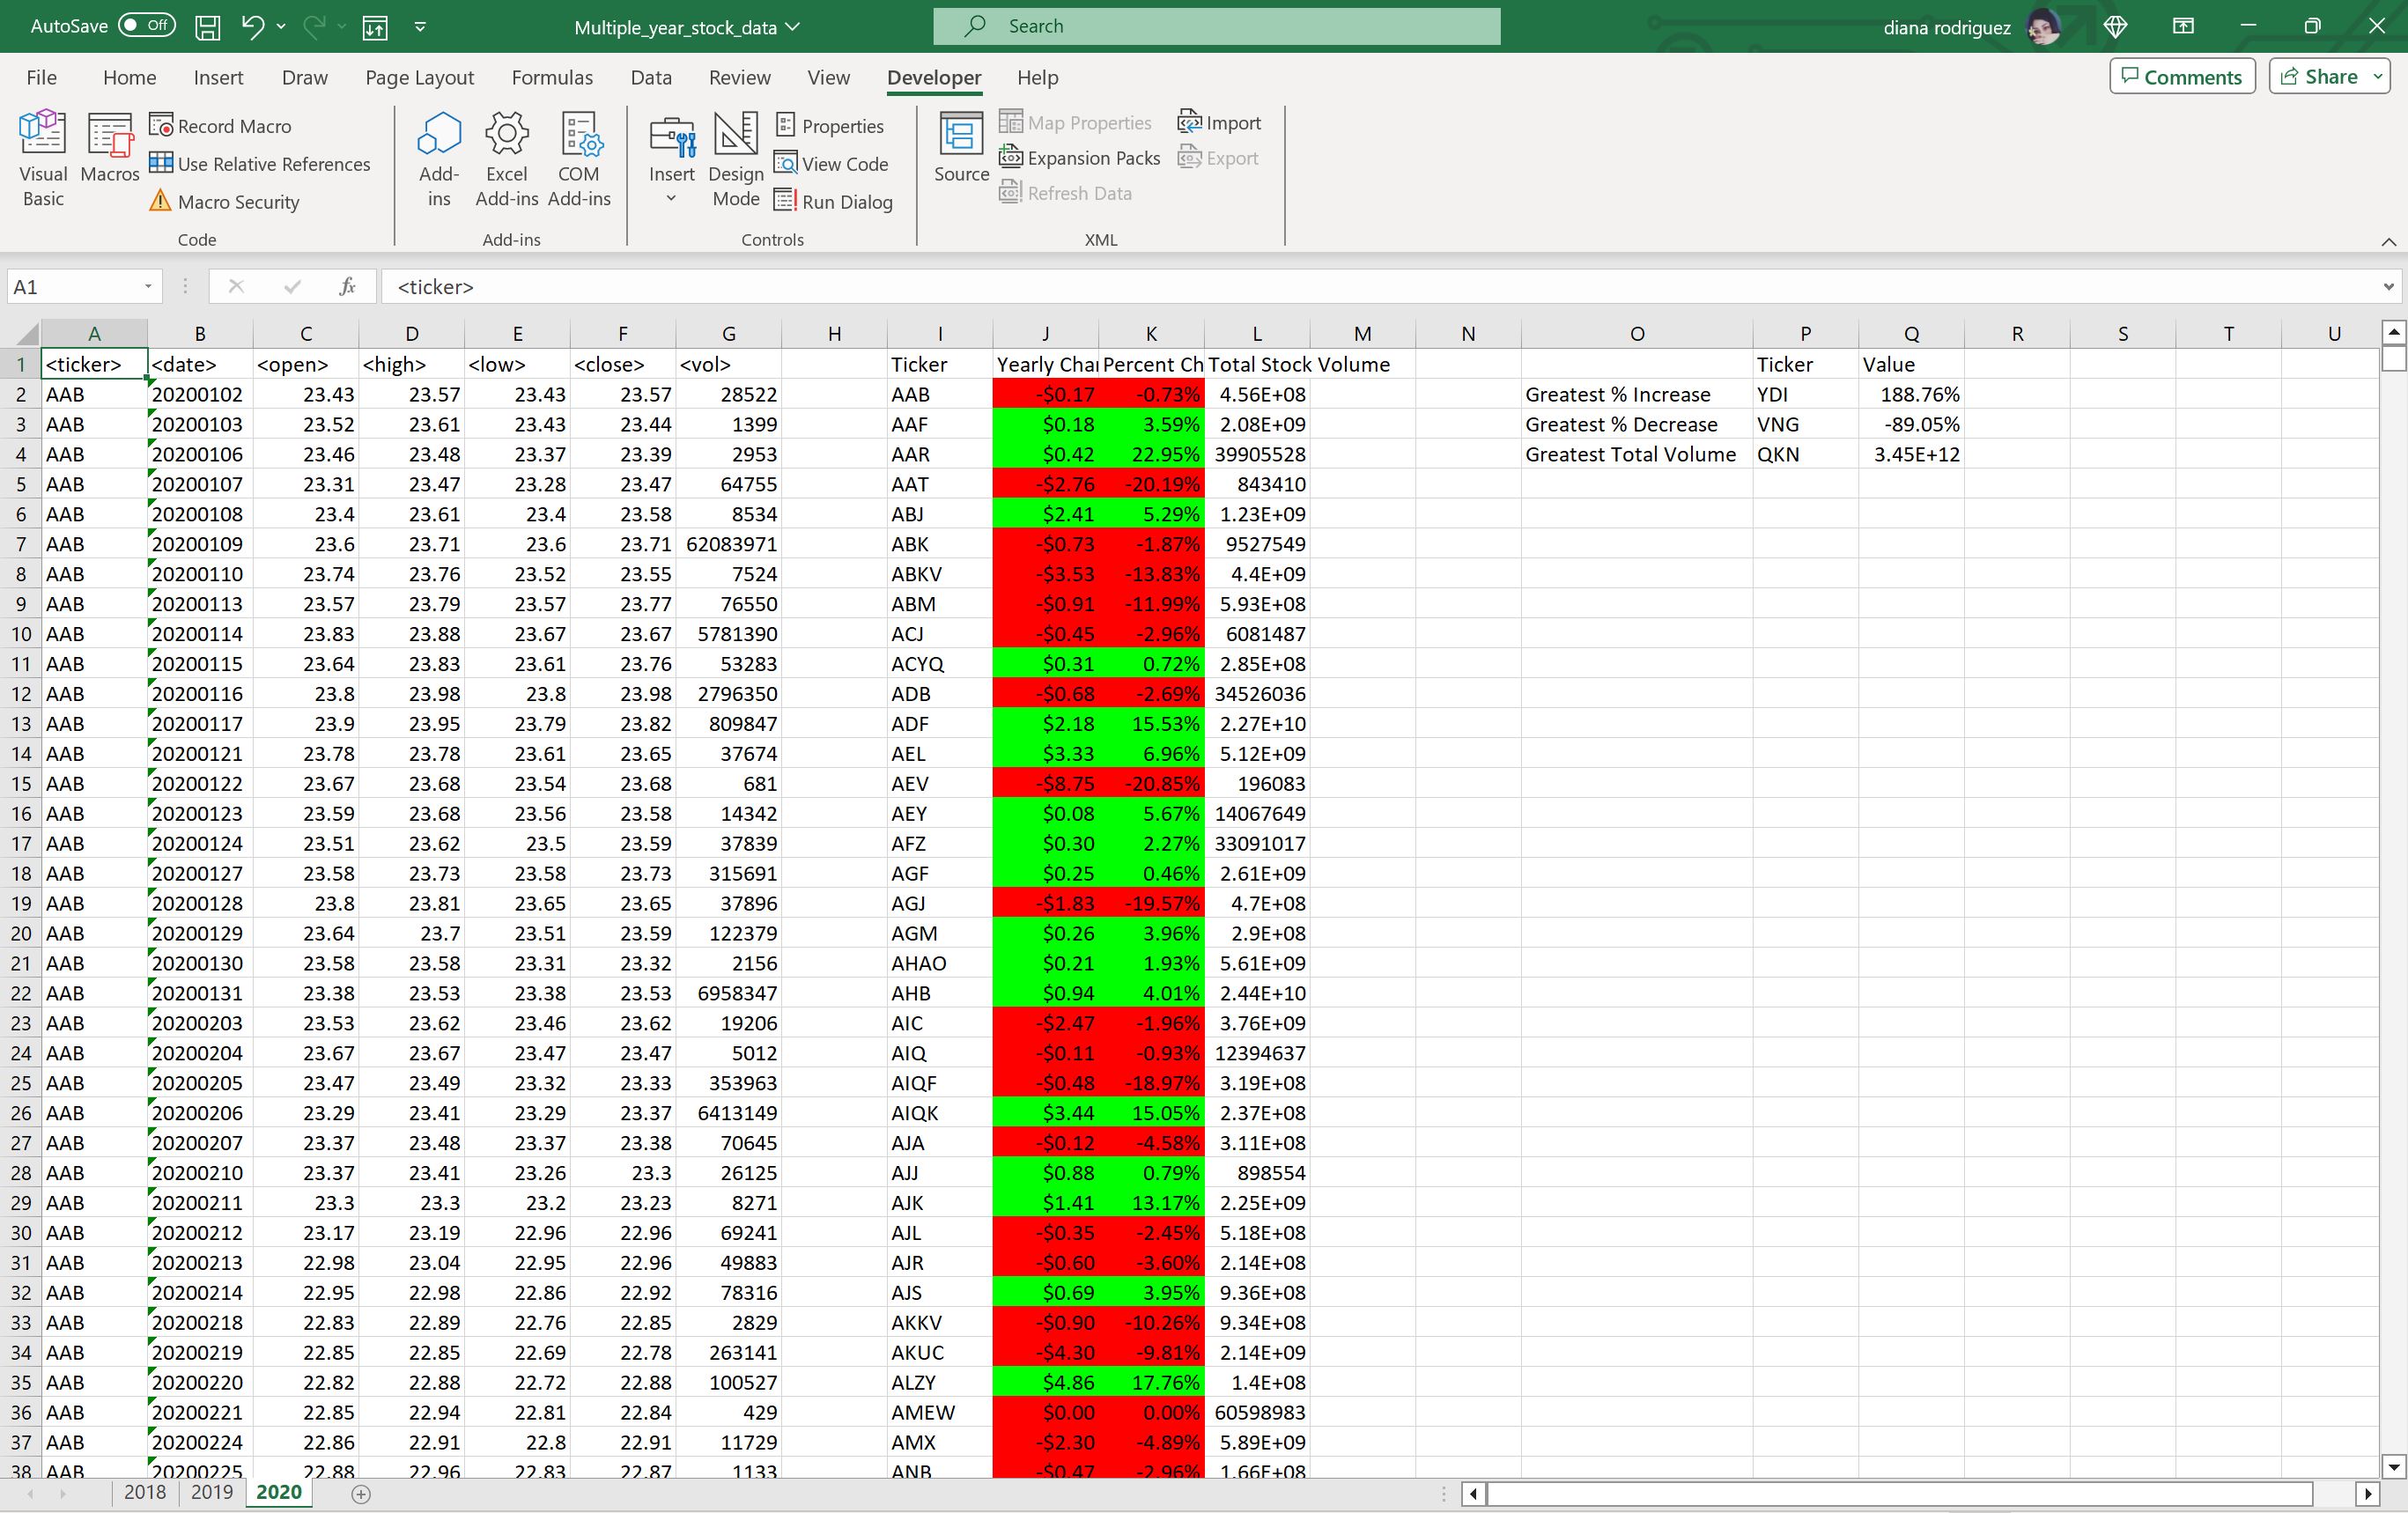 AutoSave Off Multiple_year_stock_data Search diana rodriguez
File Home Insert Draw Page Layout Formulas Data Review View Developer Help Comments Share
Visual Basic Macros Record Macro Use Relative References Macro Security Code
Add-ins Excel Add-ins COM Add-ins Add-ins
Insert Design Mode Properties View Code Run Dialog Controls
Source Map Properties Expansion Packs Refresh Data Import Export XML
A1 fx <ticker>
A B C D E F G H I J K L M N O P Q R S T U
1 <ticker> <date> <open> <high> <low> <close> <vol> Ticker Yearly Cha Percent Ch Total Stock Volume Ticker Value
2 AAB 20200102 23.43 23.57 23.43 23.57 28522 AAB -$0.17 -0.73% 4.56E+08 Greatest % Increase YDI 188.76%
3 AAB 20200103 23.52 23.61 23.43 23.44 1399 AAF $0.18 3.59% 2.08E+09 Greatest % Decrease VNG -89.05%
4 AAB 20200106 23.46 23.48 23.37 23.39 2953 AAR $0.42 22.95% 39905528 Greatest Total Volume QKN 3.45E+12
5 AAB 20200107 23.31 23.47 23.28 23.47 64755 AAT -$2.76 -20.19% 843410
6 AAB 20200108 23.4 23.61 23.4 23.58 8534 ABJ $2.41 5.29% 1.23E+09
7 AAB 20200109 23.6 23.71 23.6 23.71 62083971 ABK -$0.73 -1.87% 9527549
8 AAB 20200110 23.74 23.76 23.52 23.55 7524 ABKV -$3.53 -13.83% 4.4E+09
9 AAB 20200113 23.57 23.79 23.57 23.77 76550 ABM -$0.91 -11.99% 5.93E+08
10 AAB 20200114 23.83 23.88 23.67 23.67 5781390 ACJ -$0.45 -2.96% 6081487
11 AAB 20200115 23.64 23.83 23.61 23.76 53283 ACYQ $0.31 0.72% 2.85E+08
12 AAB 20200116 23.8 23.98 23.8 23.98 2796350 ADB -$0.68 -2.69% 34526036
13 AAB 20200117 23.9 23.95 23.79 23.82 809847 ADF $2.18 15.53% 2.27E+10
14 AAB 20200121 23.78 23.78 23.61 23.65 37674 AEL $3.33 6.96% 5.12E+09
15 AAB 20200122 23.67 23.68 23.54 23.68 681 AEV -$8.75 -20.85% 196083
16 AAB 20200123 23.59 23.68 23.56 23.58 14342 AEY $0.08 5.67% 14067649
17 AAB 20200124 23.51 23.62 23.5 23.59 37839 AFZ $0.30 2.27% 33091017
18 AAB 20200127 23.58 23.73 23.58 23.73 315691 AGF $0.25 0.46% 2.61E+09
19 AAB 20200128 23.8 23.81 23.65 23.65 37896 AGJ -$1.83 -19.57% 4.7E+08
20 AAB 20200129 23.64 23.7 23.51 23.59 122379 AGM $0.26 3.96% 2.9E+08
21 AAB 20200130 23.58 23.58 23.31 23.32 2156 AHAO $0.21 1.93% 5.61E+09
22 AAB 20200131 23.38 23.53 23.38 23.53 6958347 AHB $0.94 4.01% 2.44E+10
23 AAB 20200203 23.53 23.62 23.46 23.62 19206 AIC -$2.47 -1.96% 3.76E+09
24 AAB 20200204 23.67 23.67 23.47 23.47 5012 AIQ -$0.11 -0.93% 12394637
25 AAB 20200205 23.47 23.49 23.32 23.33 353963 AIQF -$0.48 -18.97% 3.19E+08
26 AAB 20200206 23.29 23.41 23.29 23.37 6413149 AIQK $3.44 15.05% 2.37E+08
27 AAB 20200207 23.37 23.48 23.37 23.38 70645 AJA -$0.12 -4.58% 3.11E+08
28 AAB 20200210 23.37 23.41 23.26 23.3 26125 AJJ $0.88 0.79% 898554
29 AAB 20200211 23.3 23.3 23.2 23.23 8271 AJK $1.41 13.17% 2.25E+09
30 AAB 20200212 23.17 23.19 22.96 22.96 69241 AJL -$0.35 -2.45% 5.18E+08
31 AAB 20200213 22.98 23.04 22.95 22.96 49883 AJR -$0.60 -3.60% 2.14E+08
32 AAB 20200214 22.95 22.98 22.86 22.92 78316 AJS $0.69 3.95% 9.36E+08
33 AAB 20200218 22.83 22.89 22.76 22.85 2829 AKKV -$0.90 -10.26% 9.34E+08
34 AAB 20200219 22.85 22.85 22.69 22.78 263141 AKUC -$4.30 -9.81% 2.14E+09
35 AAB 20200220 22.82 22.88 22.72 22.88 100527 ALZY $4.86 17.76% 1.4E+08
36 AAB 20200221 22.85 22.94 22.81 22.84 429 AMEW $0.00 0.00% 60598983
37 AAB 20200224 22.86 22.91 22.8 22.91 11729 AMX -$2.30 -4.89% 5.89E+09
38 AAB 20200225 22.88 22.96 22.83 22.87 1133 ANB -$0.47 -2.96% 1.66E+08
2018 2019 2020